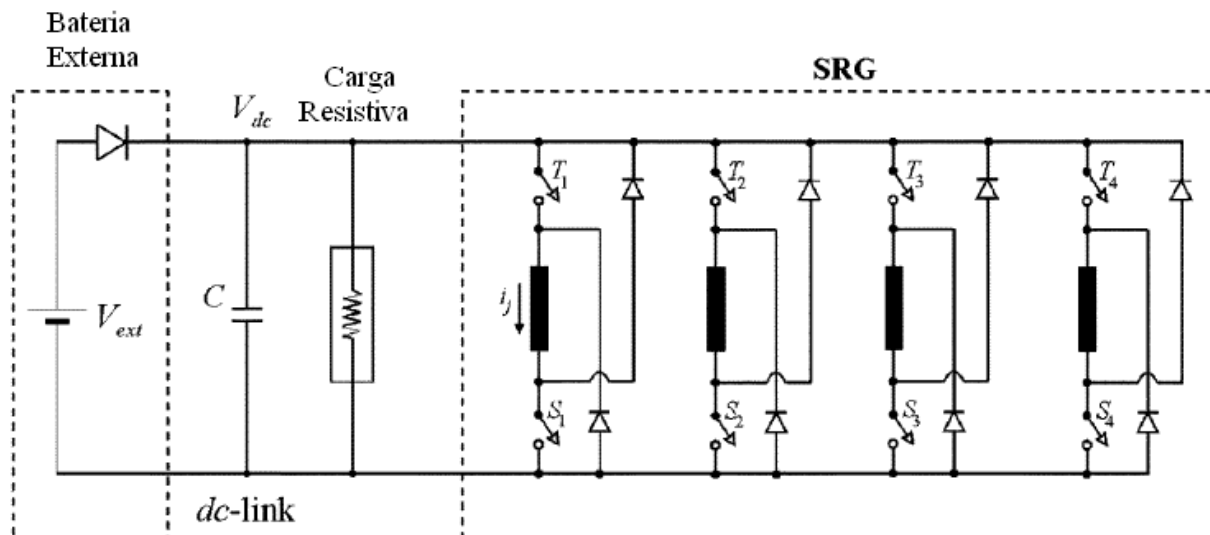 Bateria
Externa
Carga
Resistiva
SRG
V_dc
T_1
T_2
T_3
T_4
C
V_ext
i_j
S_1
S_2
S_3
S_4
dc-link